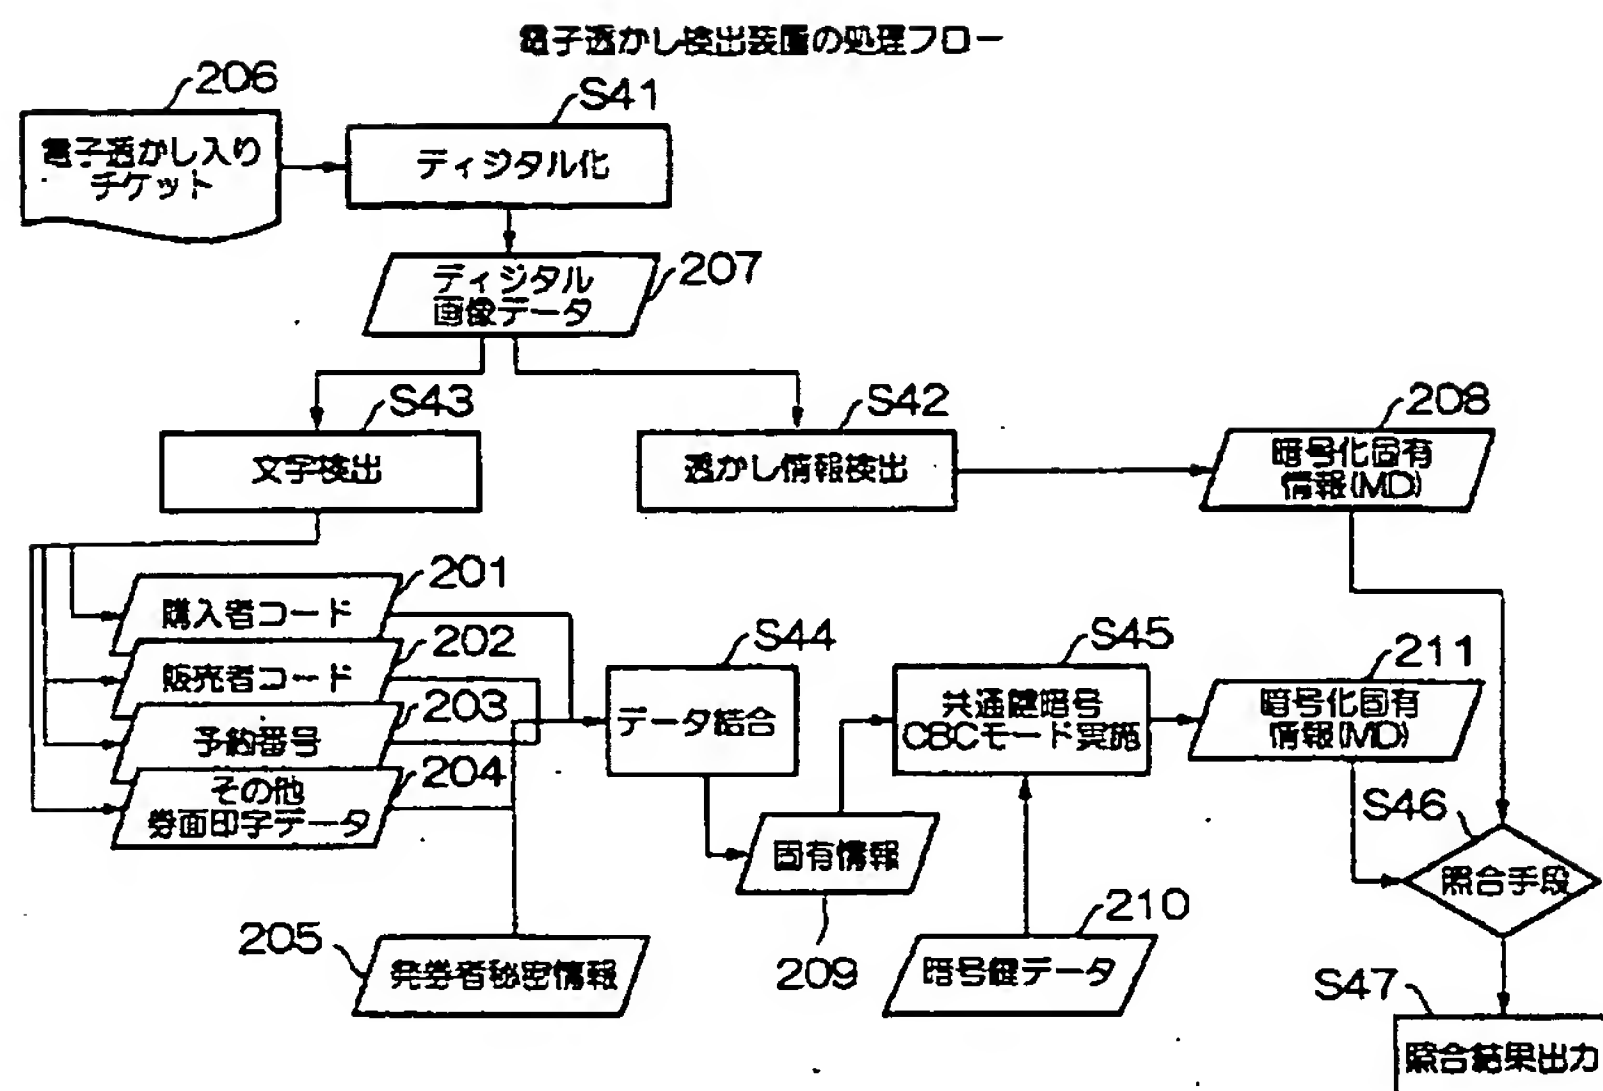 電子透かし検出装置の処理フロー
206
電子透かし入り
チケット
S41
ディジタル化
207
ディジタル
画像データ
S43
文字検出
S42
透かし情報検出
208
暗号化固有
情報(MD)
201
購入者コード
202
販売者コード
203
予約番号
204
その他
券面印字データ
205
発券者秘密情報
S44
データ結合
209
固有情報
S45
共通鍵暗号
CBCモード実施
210
暗号鍵データ
211
暗号化固有
情報(MD)
S46
照合手段
S47
照合結果出力